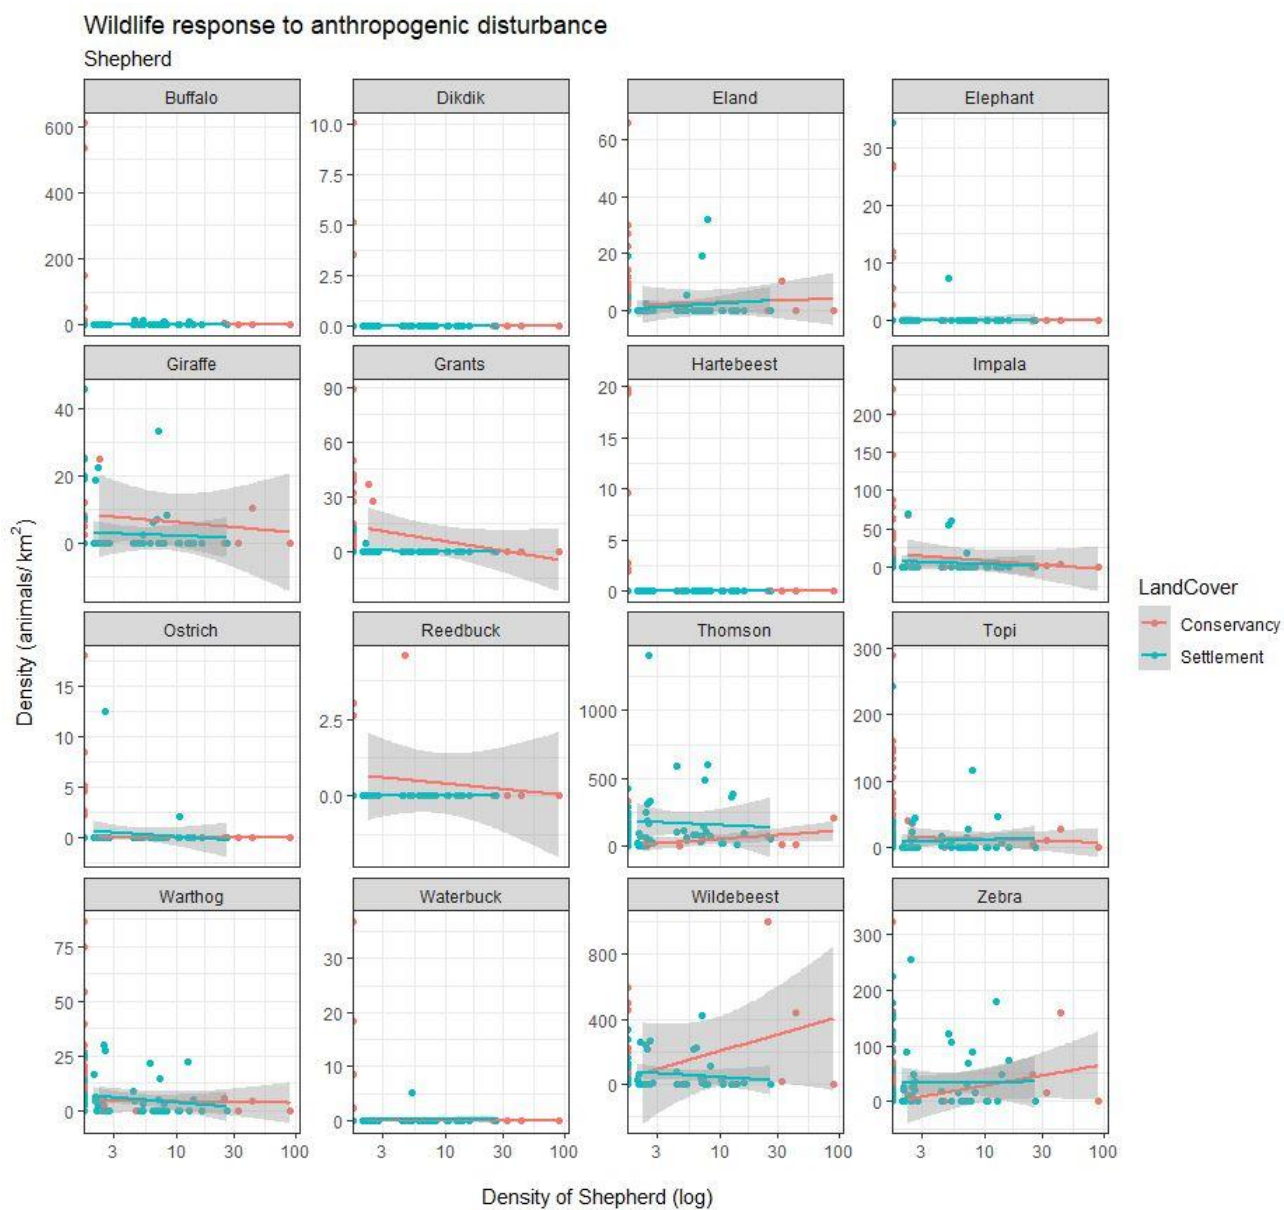 Wildlife response to anthropogenic disturbance
Shepherd
Buffalo Dikdik Eland Elephant
600 10.0 60 30
400 7.5 40 20
200 5.0 20 10
0 2.5 0 0
0.0
Giraffe Grants Hartebeest Impala
40 90 20 200
20 60 15 150
0 30 10 100
0 5 50
0 0
Ostrich Reedbuck Thomson Topi
15 2.5 1000 300
10 0.0 500 200
5 0 100
0 0
Warthog Waterbuck Wildebeest Zebra
75 30 800 300
50 20 400 200
25 10 0 100
0 0 0
3 10 30 100 3 10 30 100 3 10 30 100 3 10 30 100
Density of Shepherd (log)
Density (animals/ km²)
LandCover
Conservancy
Settlement